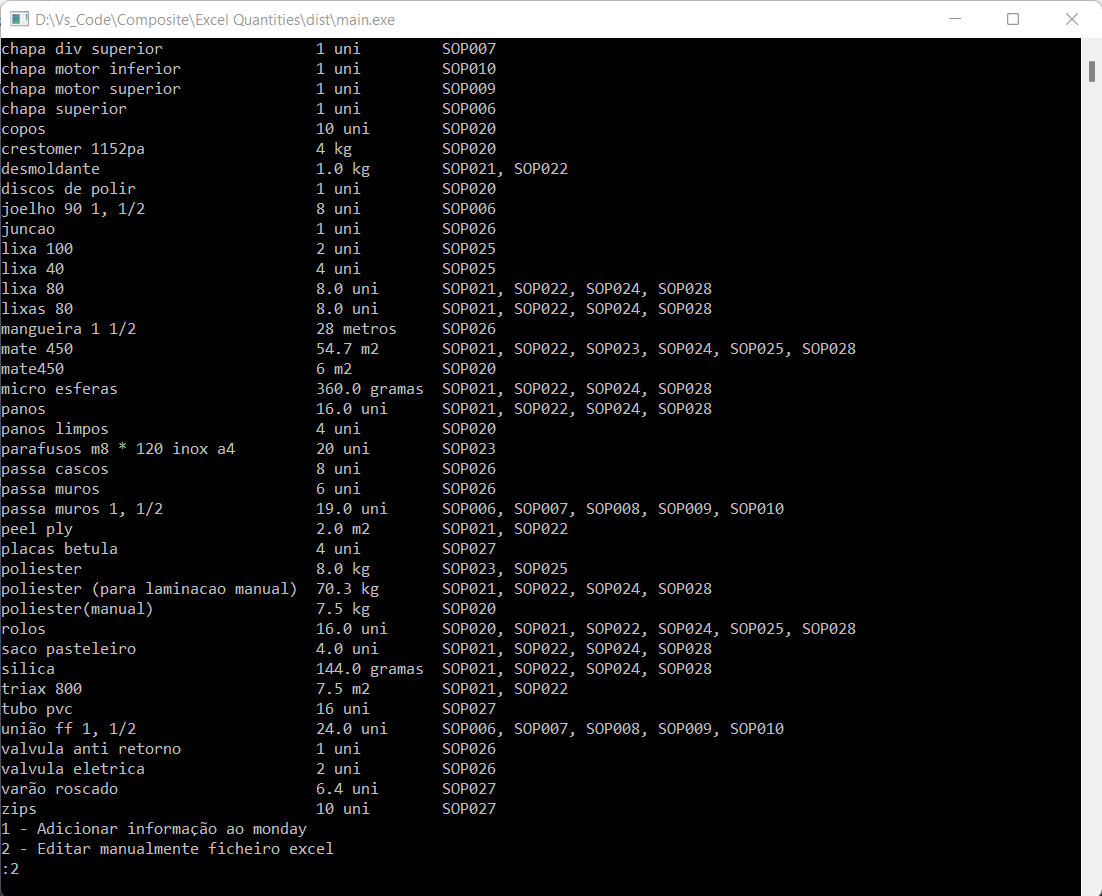 D:\Vs_Code\Composite\Excel Quantities\dist\main.exe
chapa div superior 1 uni SOP007
chapa motor inferior 1 uni SOP010
chapa motor superior 1 uni SOP009
chapa superior 1 uni SOP006
copos 10 uni SOP020
crestomer 1152pa 4 kg SOP020
desmoldante 1.0 kg SOP021, SOP022
discos de polir 1 uni SOP020
joelho 90 1, 1/2 8 uni SOP006
juncao 1 uni SOP026
lixa 100 2 uni SOP025
lixa 40 4 uni SOP025
lixa 80 8.0 uni SOP021, SOP022, SOP024, SOP028
lixas 80 8.0 uni SOP021, SOP022, SOP024, SOP028
mangueira 1 1/2 28 metros SOP026
mate 450 54.7 m2 SOP021, SOP022, SOP023, SOP024, SOP025, SOP028
mate450 6 m2 SOP020
micro esferas 360.0 gramas SOP021, SOP022, SOP024, SOP028
panos 16.0 uni SOP021, SOP022, SOP024, SOP028
panos limpos 4 uni SOP020
parafusos m8 * 120 inox a4 20 uni SOP023
passa cascos 8 uni SOP026
passa muros 6 uni SOP026
passa muros 1, 1/2 19.0 uni SOP006, SOP007, SOP008, SOP009, SOP010
peel ply 2.0 m2 SOP021, SOP022
placas betula 4 uni SOP027
poliester 8.0 kg SOP023, SOP025
poliester (para laminacao manual) 70.3 kg SOP021, SOP022, SOP024, SOP028
poliester(manual) 7.5 kg SOP020
rolos 16.0 uni SOP020, SOP021, SOP022, SOP024, SOP025, SOP028
saco pasteleiro 4.0 uni SOP021, SOP022, SOP024, SOP028
silica 144.0 gramas SOP021, SOP022, SOP024, SOP028
triax 800 7.5 m2 SOP021, SOP022
tubo pvc 16 uni SOP027
união ff 1, 1/2 24.0 uni SOP006, SOP007, SOP008, SOP009, SOP010
valvula anti retorno 1 uni SOP026
valvula eletrica 2 uni SOP026
varão roscado 6.4 uni SOP027
zips 10 uni SOP027
1 - Adicionar informação ao monday
2 - Editar manualmente ficheiro excel
:2